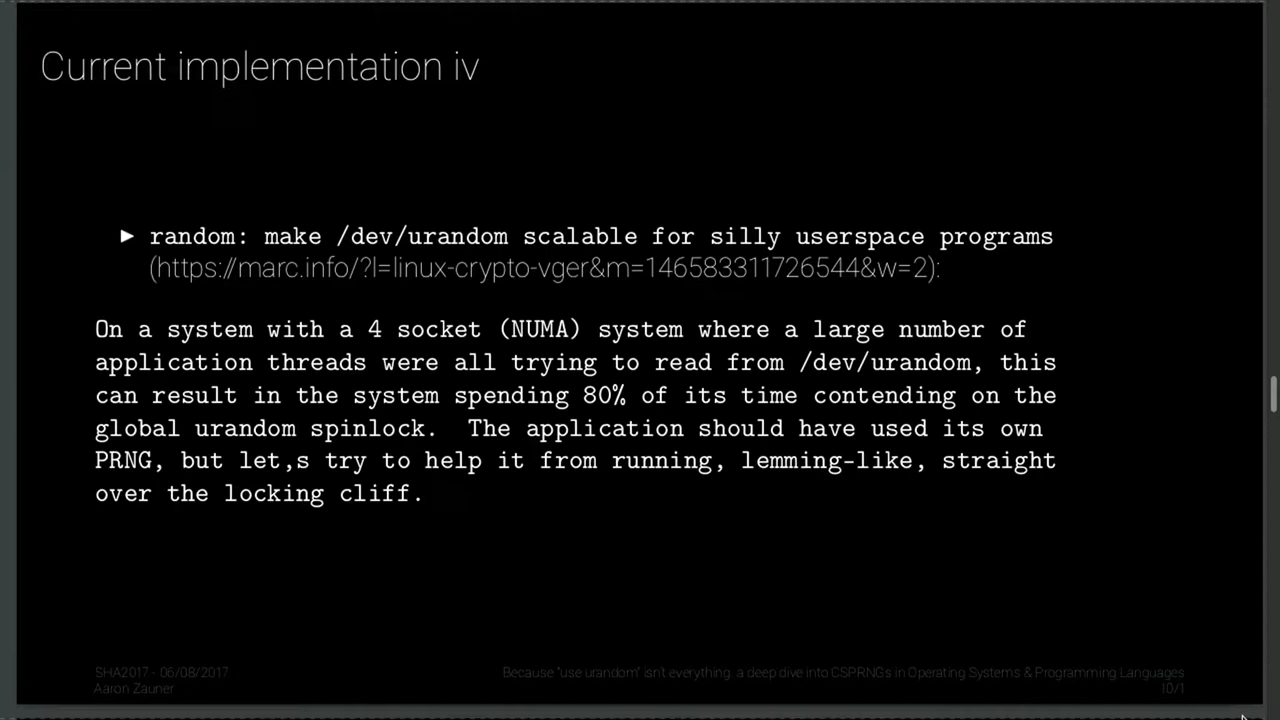 Current implementation iv
► random: make /dev/urandom scalable for silly userspace programs
(https://marc.info/?l=linux-crypto-vger&m=146583311726544&w=2):
On a system with a 4 socket (NUMA) system where a large number of
application threads were all trying to read from /dev/urandom, this
can result in the system spending 80% of its time contending on the
global urandom spinlock.  The application should have used its own
PRNG, but let,s try to help it from running, lemming-like, straight
over the locking cliff.
SHA2017 - 06/08/2017
Because "use urandom" isn't everything: a deep dive into CSPRNGs in Operating Systems & Programming Languages
Aaron Zauner
10/1